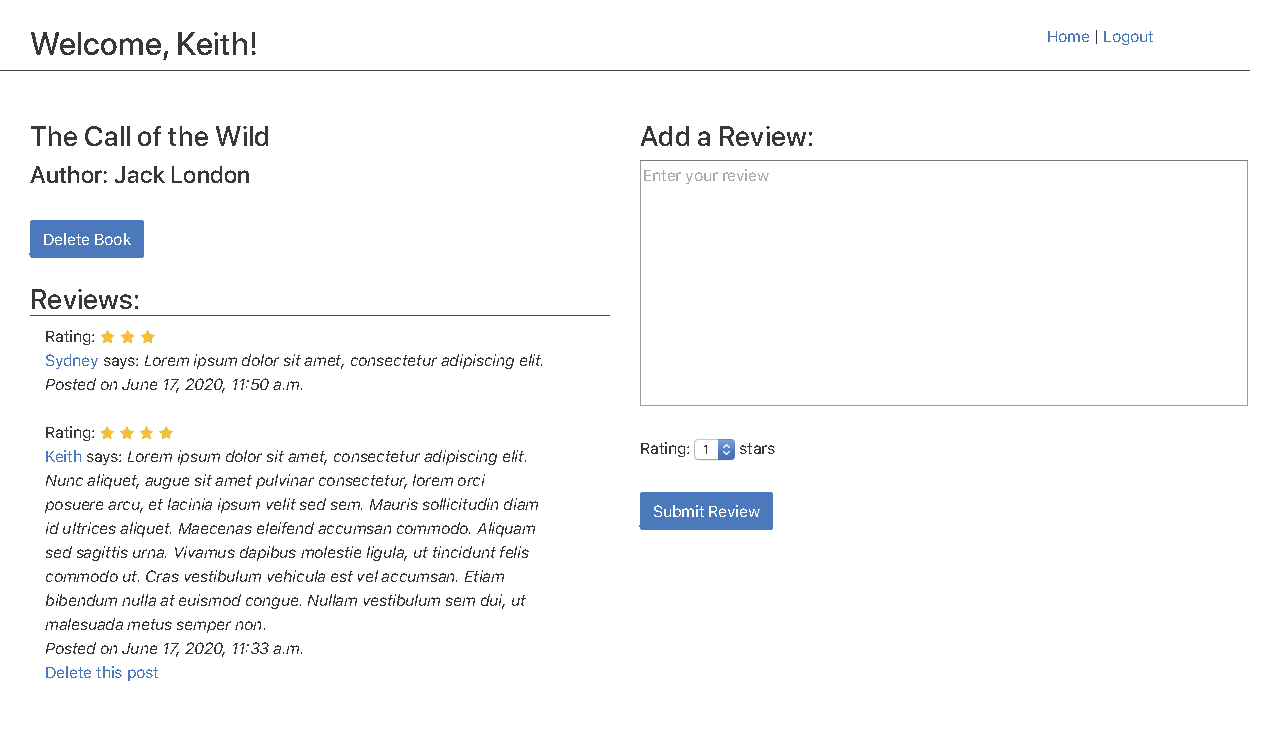 Welcome, Keith!
Home | Logout
The Call of the Wild
Author: Jack London
Delete Book
Reviews:
Rating:
Sydney says: Lorem ipsum dolor sit amet, consectetur adipiscing elit.
Posted on June 17, 2020, 11:50 a.m.
Rating:
Keith says: Lorem ipsum dolor sit amet, consectetur adipiscing elit.
Nunc aliquet, augue sit amet pulvinar consectetur, lorem orci
posuere arcu, et lacinia ipsum velit sed sem. Mauris sollicitudin diam
id ultrices aliquet. Maecenas eleifend accumsan commodo. Aliquam
sed sagittis urna. Vivamus dapibus molestie ligula, ut tincidunt felis
commodo ut. Cras vestibulum vehicula est vel accumsan. Etiam
bibendum nulla at euismod congue. Nullam vestibulum sem dui, ut
malesuada metus semper non.
Posted on June 17, 2020, 11:33 a.m.
Delete this post
Add a Review:
Enter your review
Rating: 1 stars
Submit Review